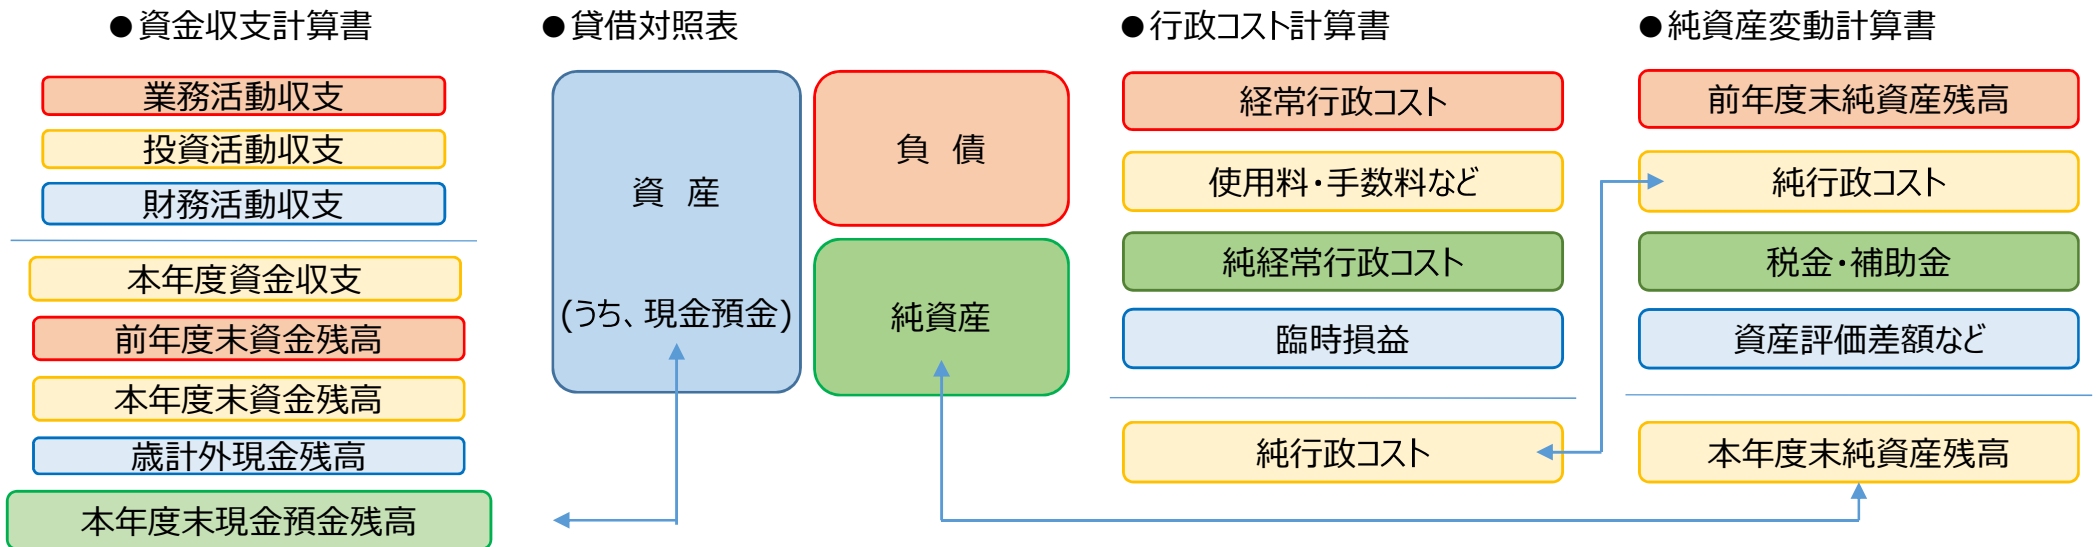 ●資金収支計算書
業務活動収支
投資活動収支
財務活動収支
本年度資金収支
前年度末資金残高
本年度末資金残高
歳計外現金残高
本年度末現金預金残高
●貸借対照表
資 産
(うち、現金預金)
負 債
純資産
●行政コスト計算書
経常行政コスト
使用料・手数料など
純経常行政コスト
臨時損益
純行政コスト
●純資産変動計算書
前年度末純資産残高
純行政コスト
税金・補助金
資産評価差額など
本年度末純資産残高